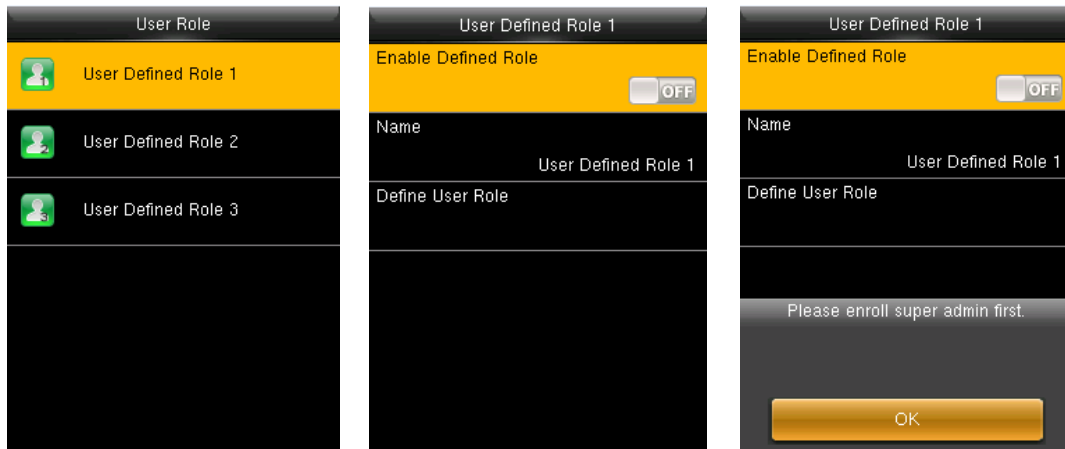 User Role
User Defined Role 1
User Defined Role 2
User Defined Role 3
User Defined Role 1
Enable Defined Role
OFF
Name
User Defined Role 1
Define User Role
User Defined Role 1
Enable Defined Role
OFF
Name
User Defined Role 1
Define User Role
Please enroll super admin first.
OK